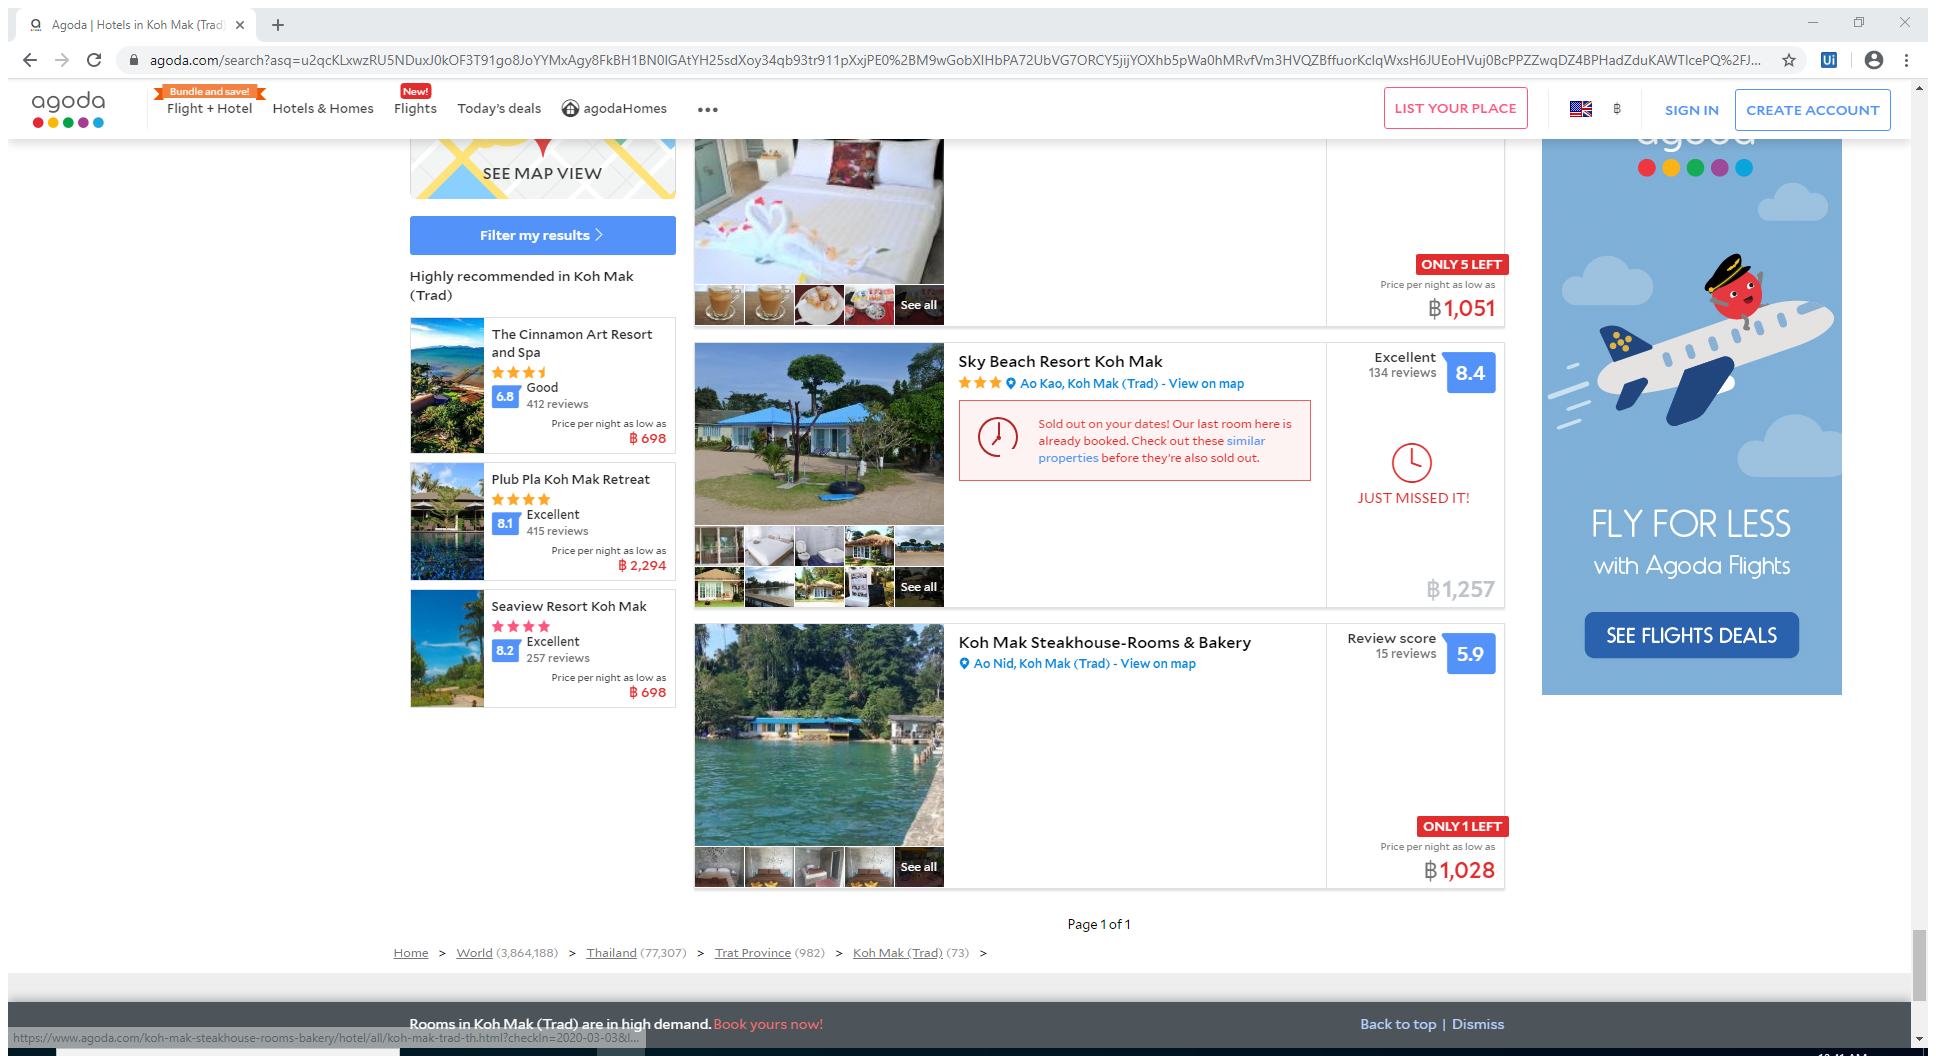 Agoda | Hotels in Koh Mak (Trad)
agoda.com/search?asq=u2qcKLxwzRU5NDuxJ0kOF3T91go8JoYYMxAgy8FkBH1BN0IGAtYH25sdXoy34qb93tr911pXxjPE0%2BM9wGobXIHbPA72UbVG7ORCY5jijYOXhb5pWa0hMRvfVm3HVQZBffuorKclqWxsH6JUEoHVuj0BcPPZZwqDZ4BPHadZduKAWTIcePQ%2FJ...
Ui
agoda
Bundle and save!
Flight + Hotel
Hotels & Homes
New!
Flights
Today's deals
agodaHomes
LIST YOUR PLACE
฿
SIGN IN
CREATE ACCOUNT
SEE MAP VIEW
Filter my results
Highly recommended in Koh Mak
(Trad)
The Cinnamon Art Resort
and Spa
6.8
Good
412 reviews
Price per night as low as
฿ 698
Plub Pla Koh Mak Retreat
8.1
Excellent
415 reviews
Price per night as low as
฿ 2,294
Seaview Resort Koh Mak
8.2
Excellent
257 reviews
Price per night as low as
฿ 698
See all
ONLY 5 LEFT
Price per night as low as
฿1,051
Sky Beach Resort Koh Mak
Ao Kao, Koh Mak (Trad) - View on map
Sold out on your dates! Our last room here is
already booked. Check out these similar
properties before they're also sold out.
See all
Excellent
134 reviews
8.4
JUST MISSED IT!
฿1,257
Koh Mak Steakhouse-Rooms & Bakery
Ao Nid, Koh Mak (Trad) - View on map
See all
Review score
15 reviews
5.9
ONLY 1 LEFT
Price per night as low as
฿1,028
agoda
FLY FOR LESS
with Agoda Flights
SEE FLIGHTS DEALS
Page 1 of 1
Home > World (3,864,188) > Thailand (77,307) > Trat Province (982) > Koh Mak (Trad) (73) >
Rooms in Koh Mak (Trad) are in high demand. Book yours now!
Back to top | Dismiss
https://www.agoda.com/koh-mak-steakhouse-rooms-bakery/hotel/all/koh-mak-trad-th.html?checkIn=2020-03-03&l...